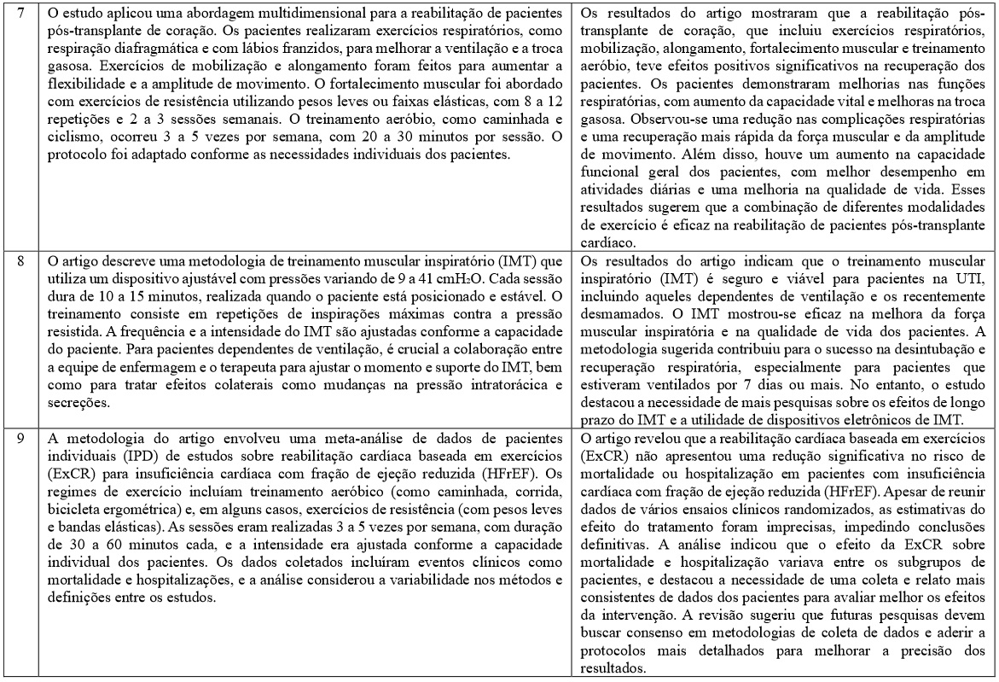 7
O estudo aplicou uma abordagem multidimensional para a reabilitação de pacientes
pós-transplante de coração. Os pacientes realizaram exercícios respiratórios, como
respiração diafragmática e com lábios franzidos, para melhorar a ventilação e a troca
gasosa. Exercícios de mobilização e alongamento foram feitos para aumentar a
flexibilidade e a amplitude de movimento. O fortalecimento muscular foi abordado
com exercícios de resistência utilizando pesos leves ou faixas elásticas, com 8 a 12
repetições e 2 a 3 sessões semanais. O treinamento aeróbio, como caminhada e
ciclismo, ocorreu 3 a 5 vezes por semana, com 20 a 30 minutos por sessão. O
protocolo foi adaptado conforme as necessidades individuais dos pacientes.
Os resultados do artigo mostraram que a reabilitação pós-
transplante de coração, que incluiu exercícios respiratórios,
mobilização, alongamento, fortalecimento muscular e treinamento
aeróbio, teve efeitos positivos significativos na recuperação dos
pacientes. Os pacientes demonstraram melhorias nas funções
respiratórias, com aumento da capacidade vital e melhoras na troca
gasosa. Observou-se uma redução nas complicações respiratórias
e uma recuperação mais rápida da força muscular e da amplitude
de movimento. Além disso, houve um aumento na capacidade
funcional geral dos pacientes, com melhor desempenho em
atividades diárias e uma melhoria na qualidade de vida. Esses
resultados sugerem que a combinação de diferentes modalidades
de exercício é eficaz na reabilitação de pacientes pós-transplante
cardíaco.
8
O artigo descreve uma metodologia de treinamento muscular inspiratório (IMT) que
utiliza um dispositivo ajustável com pressões variando de 9 a 41 cmH₂O. Cada sessão
dura de 10 a 15 minutos, realizada quando o paciente está posicionado e estável. O
treinamento consiste em repetições de inspirações máximas contra a pressão
resistida. A frequência e a intensidade do IMT são ajustadas conforme a capacidade
do paciente. Para pacientes dependentes de ventilação, é crucial a colaboração entre
a equipe de enfermagem e o terapeuta para ajustar o momento e suporte do IMT, bem
como para tratar efeitos colaterais como mudanças na pressão intratorácica e
secreções.
Os resultados do artigo indicam que o treinamento muscular
inspiratório (IMT) é seguro e viável para pacientes na UTI,
incluindo aqueles dependentes de ventilação e os recentemente
desmamados. O IMT mostrou-se eficaz na melhora da força
muscular inspiratória e na qualidade de vida dos pacientes. A
metodologia sugerida contribuiu para o sucesso na desintubação e
recuperação respiratória, especialmente para pacientes que
estiveram ventilados por 7 dias ou mais. No entanto, o estudo
destacou a necessidade de mais pesquisas sobre os efeitos de longo
prazo do IMT e a utilidade de dispositivos eletrônicos de IMT.
9
A metodologia do artigo envolveu uma meta-análise de dados de pacientes
individuais (IPD) de estudos sobre reabilitação cardíaca baseada em exercícios
(ExCR) para insuficiência cardíaca com fração de ejeção reduzida (HFrEF). Os
regimes de exercício incluíam treinamento aeróbico (como caminhada, corrida,
bicicleta ergométrica) e, em alguns casos, exercícios de resistência (com pesos leves
e bandas elásticas). As sessões eram realizadas 3 a 5 vezes por semana, com duração
de 30 a 60 minutos cada, e a intensidade era ajustada conforme a capacidade
individual dos pacientes. Os dados coletados incluíram eventos clínicos como
mortalidade e hospitalizações, e a análise considerou a variabilidade nos métodos e
definições entre os estudos.
O artigo revelou que a reabilitação cardíaca baseada em exercícios
(ExCR) não apresentou uma redução significativa no risco de
mortalidade ou hospitalização em pacientes com insuficiência
cardíaca com fração de ejeção reduzida (HFrEF). Apesar de reunir
dados de vários ensaios clínicos randomizados, as estimativas do
efeito do tratamento foram imprecisas, impedindo conclusões
definitivas. A análise indicou que o efeito da ExCR sobre
mortalidade e hospitalização variava entre os subgrupos de
pacientes, e destacou a necessidade de uma coleta e relato mais
consistentes de dados dos pacientes para avaliar melhor os efeitos
da intervenção. A revisão sugeriu que futuras pesquisas devem
buscar consenso em metodologias de coleta de dados e aderir a
protocolos mais detalhados para melhorar a precisão dos
resultados.